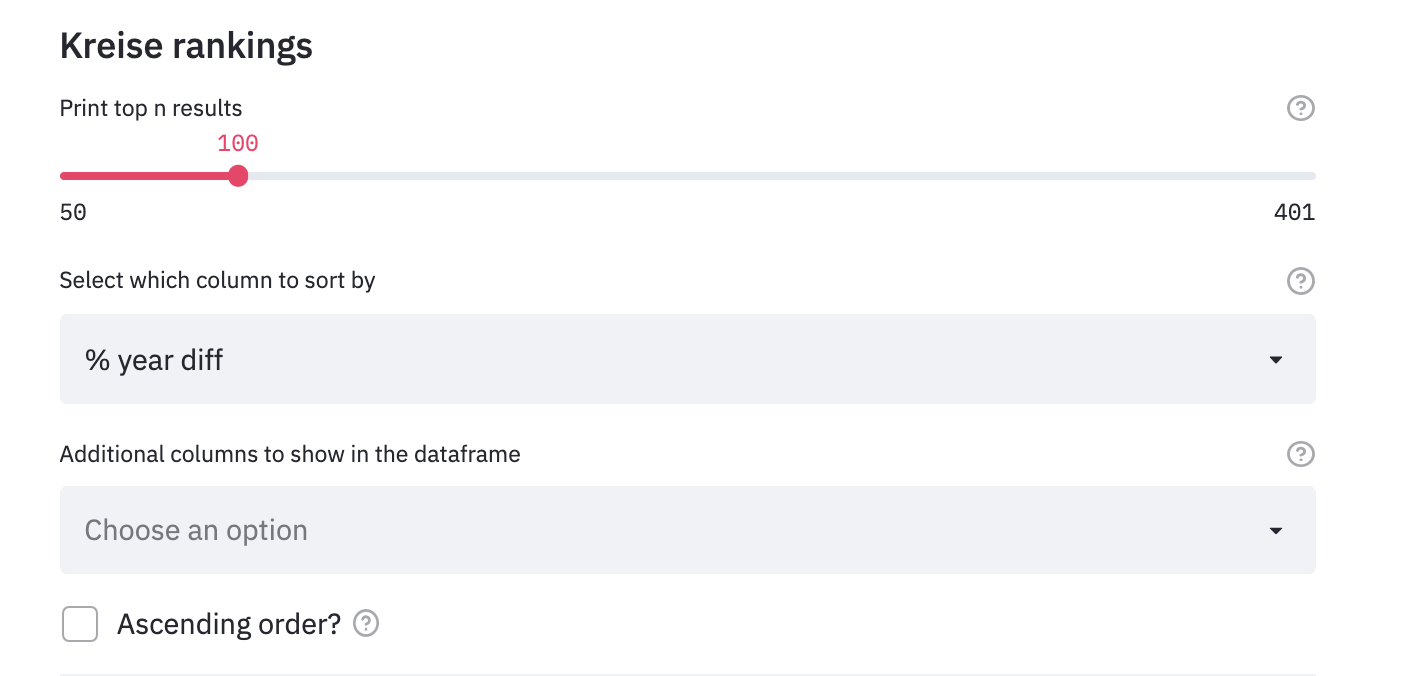 Kreise rankings
Print top n results
100
50 401
Select which column to sort by
% year diff
Additional columns to show in the dataframe
Choose an option
Ascending order?